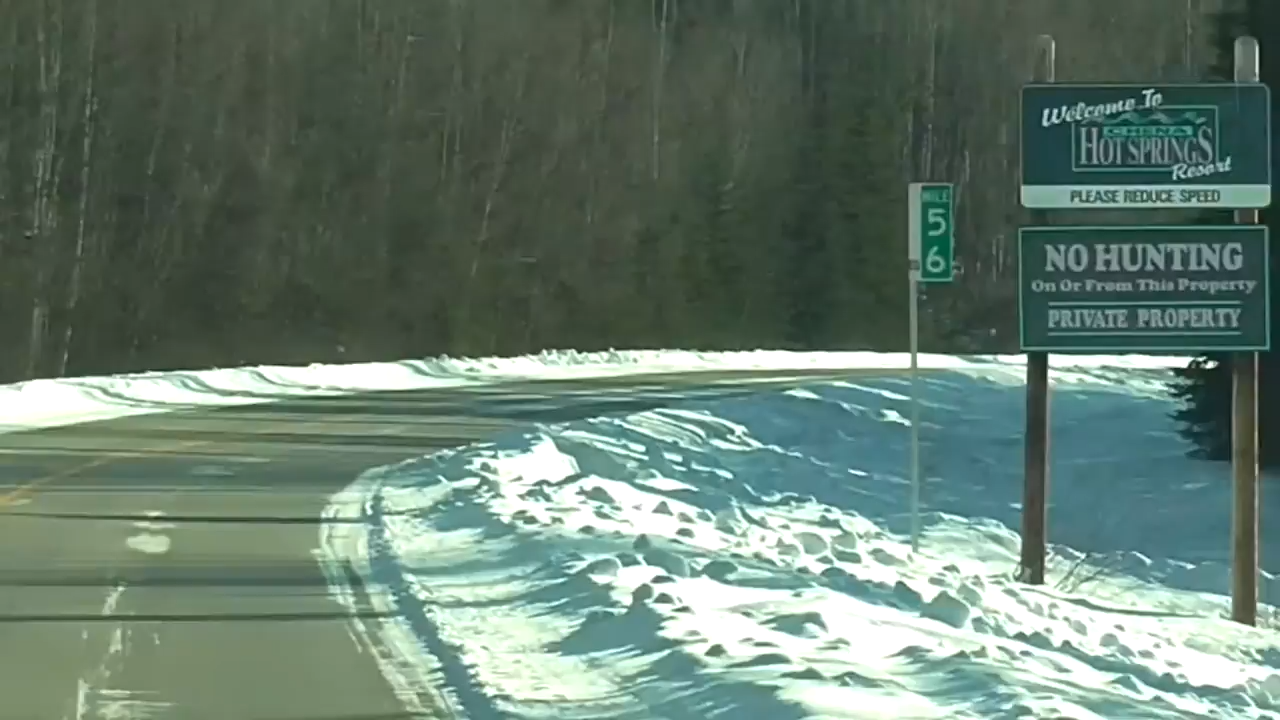 Welcome To
CHENA
HOT SPRINGS
Resort
PLEASE REDUCE SPEED
MILE
5
6
NO HUNTING
On Or From This Property
PRIVATE PROPERTY